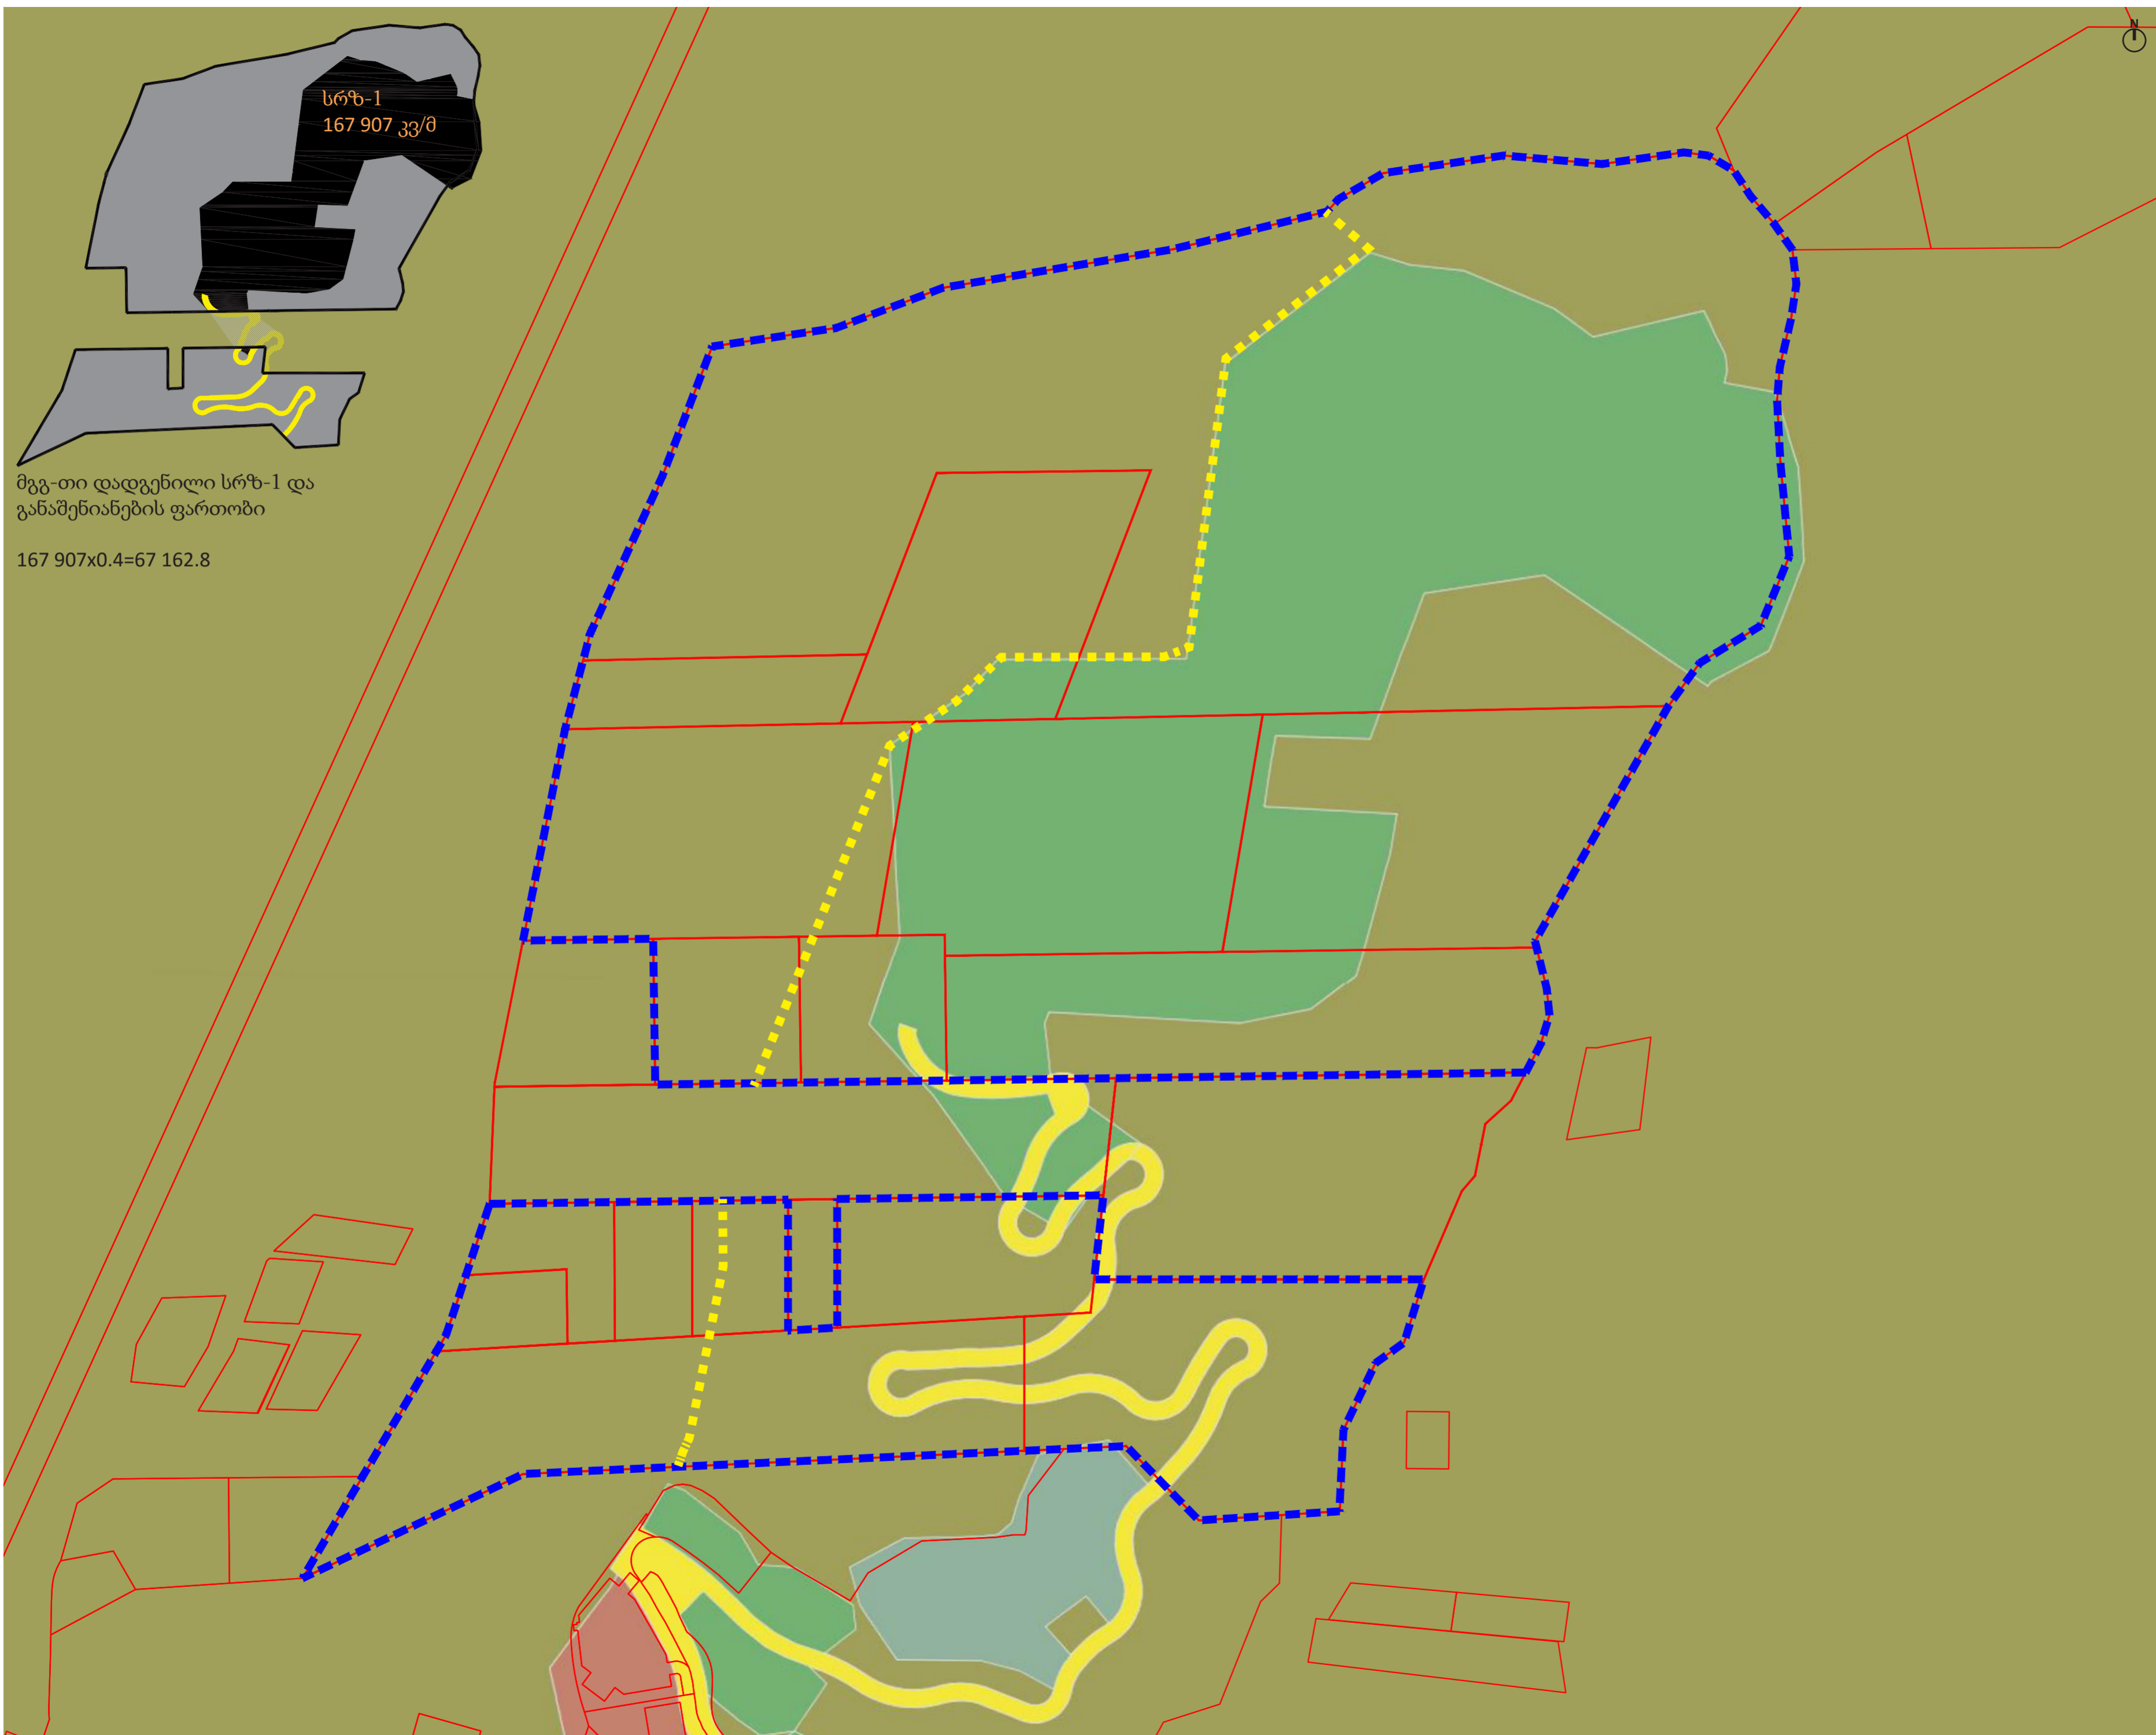 სრზ-1
167 907 კვ/მ
მგგ-თი დადგენილი სრზ-1 და
განაშენიანების ფართობი
167 907x0.4=67 162.8
N